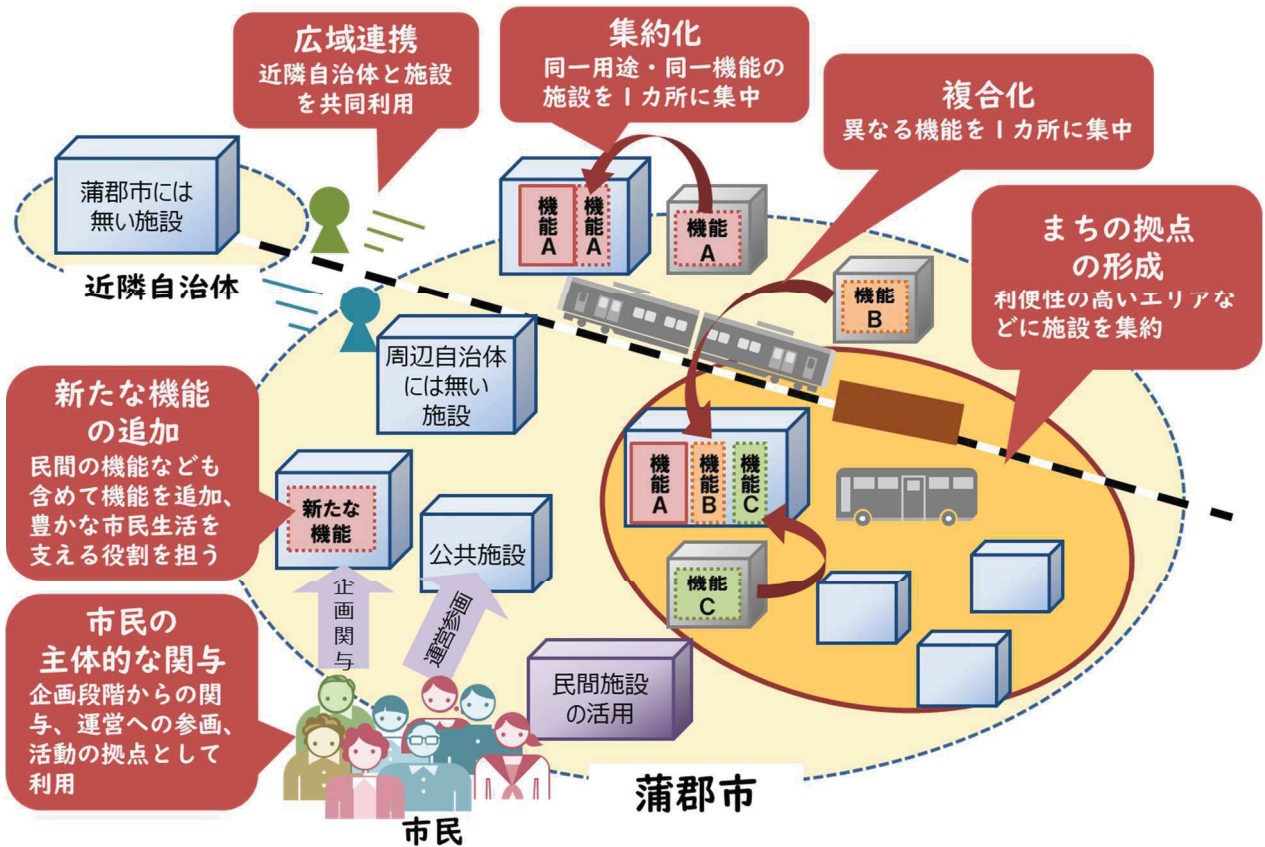 広域連携
近隣自治体と施設
を共同利用
集約化
同一用途・同一機能の
施設を1カ所に集中
複合化
異なる機能を1カ所に集中
まちの拠点
の形成
利便性の高いエリアな
どに施設を集約
蒲郡市には
無い施設
近隣自治体
機能A
機能A
機能
A
機能
B
周辺自治体
には無い
施設
新たな機能
の追加
民間の機能なども
含めて機能を追加、
豊かな市民生活を
支える役割を担う
新たな
機能
公共施設
機能A
機能B
機能C
機能
C
企画関与
運営参画
市民の
主体的な関与
企画段階からの関
与、運営への参画、
活動の拠点として
利用
民間施設
の活用
蒲郡市
市民